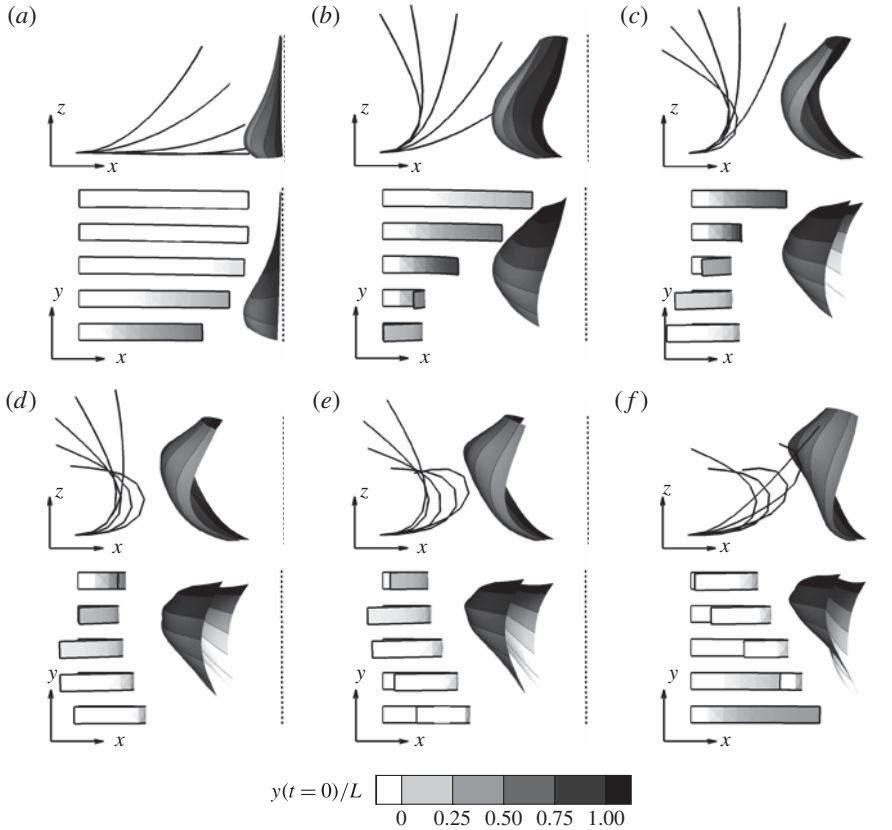 (a)
(b)
(c)
z
x
z
x
z
x
y
x
y
x
y
x
(d)
(e)
(f)
z
x
z
x
z
x
y
x
y
x
y
x
y(t = 0)/L
0 0.25 0.50 0.75 1.00